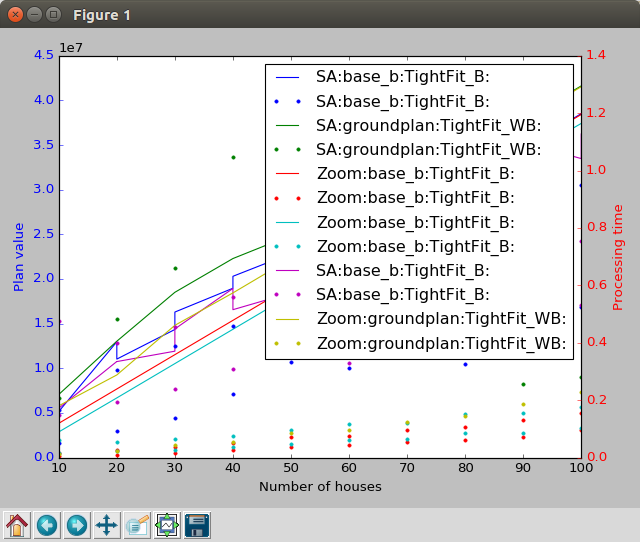 Figure 1
1e7
4.5
4.0
3.5
3.0
2.5
2.0
1.5
1.0
0.5
0.0
Plan value
SA:base_b:TightFit_B:
SA:base_b:TightFit_B:
SA:groundplan:TightFit_WB:
SA:groundplan:TightFit_WB:
Zoom:base_b:TightFit_B:
Zoom:base_b:TightFit_B:
Zoom:base_b:TightFit_B:
Zoom:base_b:TightFit_B:
SA:base_b:TightFit_B:
SA:base_b:TightFit_B:
Zoom:groundplan:TightFit_WB:
Zoom:groundplan:TightFit_WB:
1.4
1.2
1.0
0.8
0.6
0.4
0.2
0.0
Processing time
10 20 30 40 50 60 70 80 90 100
Number of houses